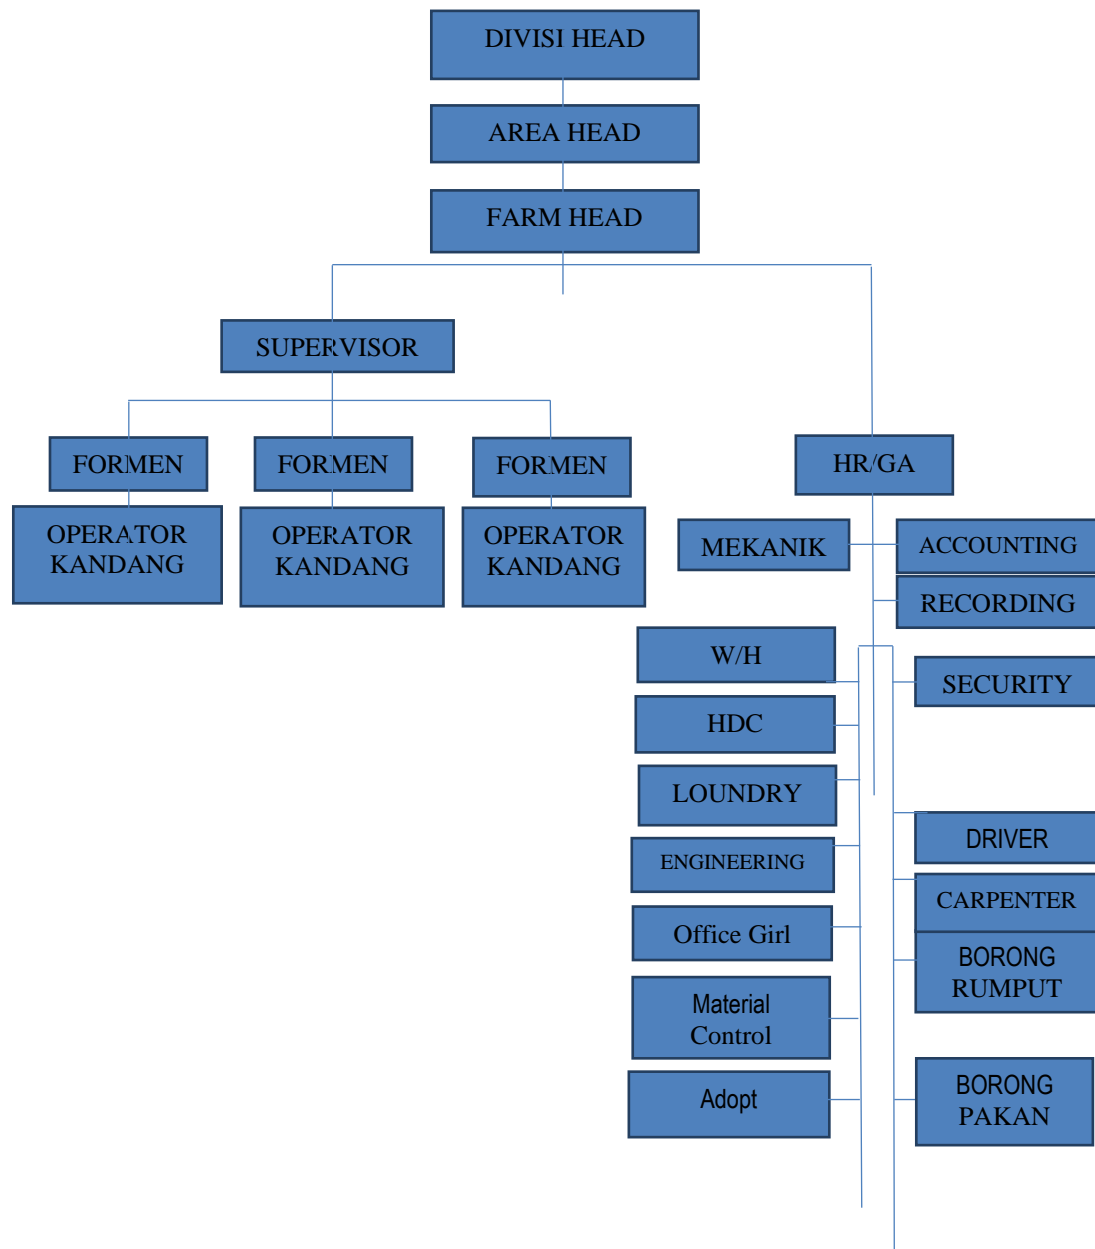 DIVISI HEAD
AREA HEAD
FARM HEAD
SUPERVISOR
FORMEN
FORMEN
FORMEN
HR/GA
OPERATOR
KANDANG
OPERATOR
KANDANG
OPERATOR
KANDANG
MEKANIK
ACCOUNTING
RECORDING
W/H
SECURITY
HDC
LOUNDRY
DRIVER
ENGINEERING
CARPENTER
Office Girl
BORONG
RUMPUT
Material
Control
Adopt
BORONG
PAKAN